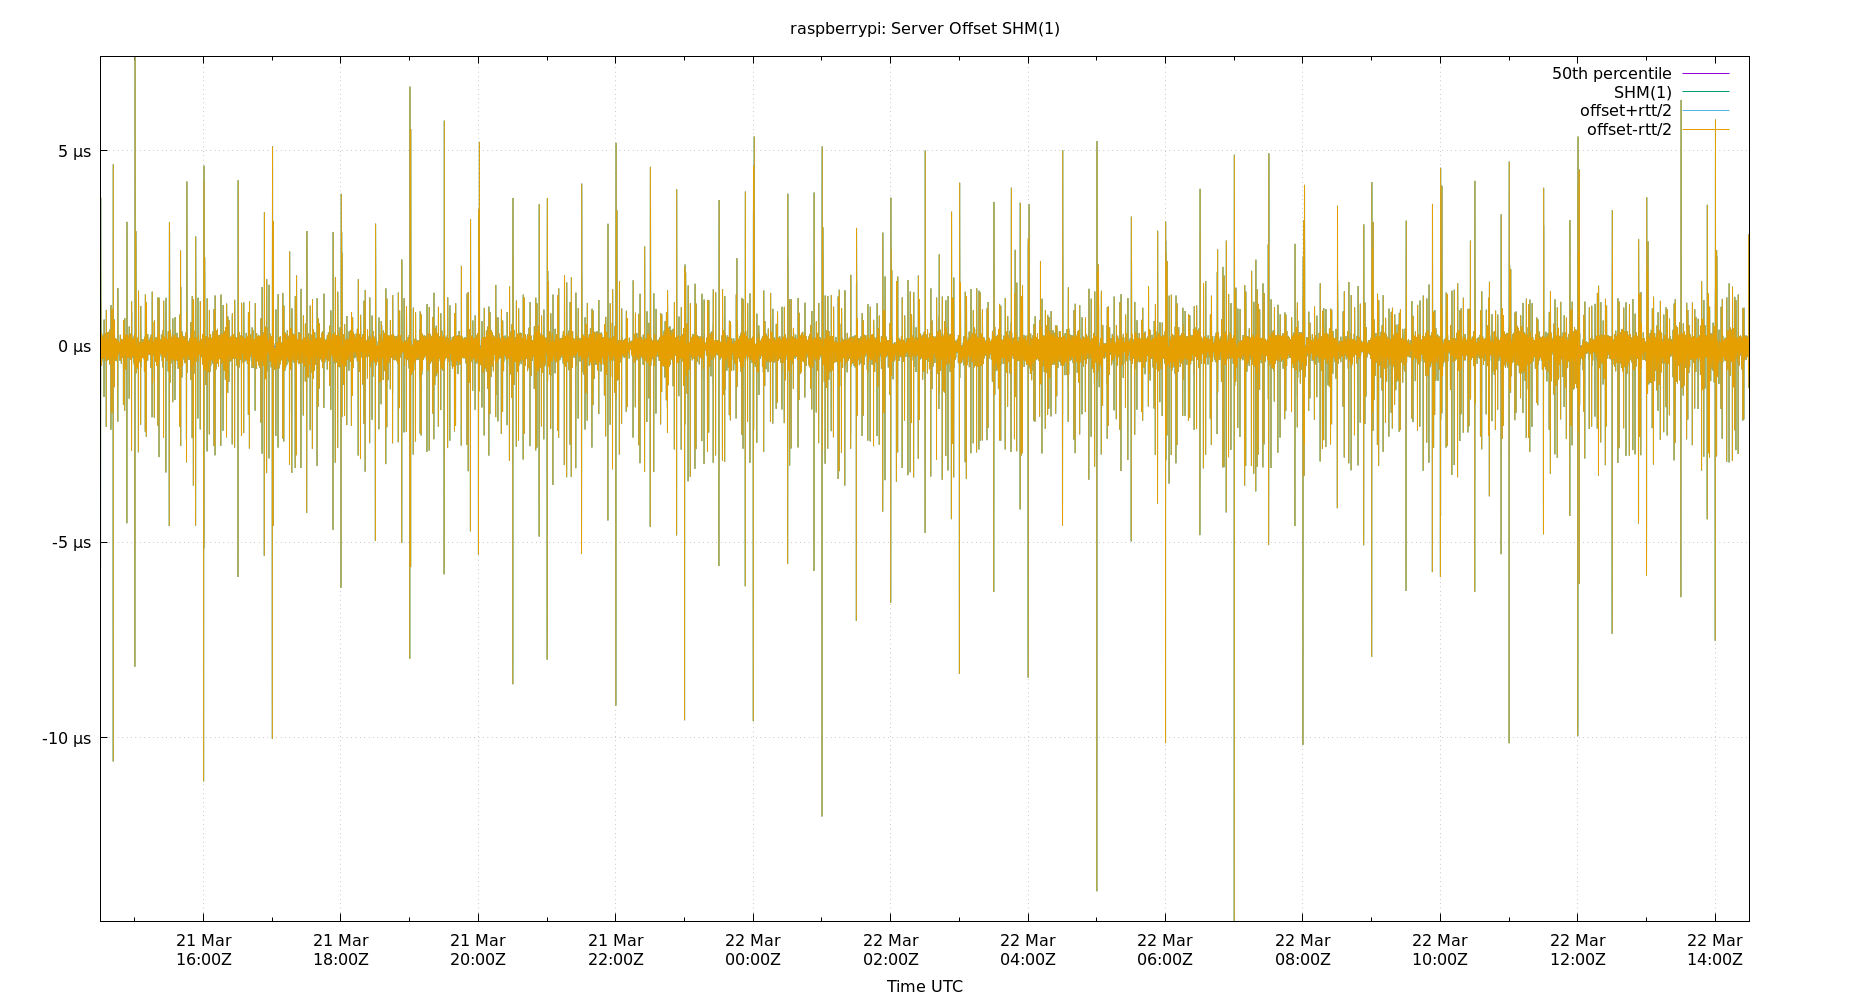 raspberrypi: Server Offset SHM(1)
50th percentile
SHM(1)
offset+rtt/2
offset-rtt/2
5 µs
0 µs
-5 µs
-10 µs
21 Mar 21 Mar 21 Mar 21 Mar 22 Mar 22 Mar 22 Mar 22 Mar 22 Mar 22 Mar 22 Mar 22 Mar
16:00Z 18:00Z 20:00Z 22:00Z 00:00Z 02:00Z 04:00Z 06:00Z 08:00Z 10:00Z 12:00Z 14:00Z
Time UTC